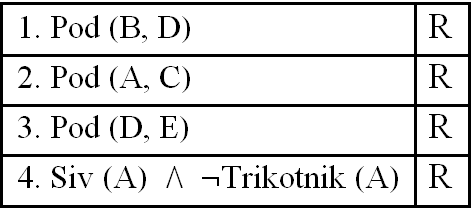 1. Pod (B, D) R
2. Pod (A, C) R
3. Pod (D, E) R
4. Siv (A) ∧ ¬Trikotnik (A) R